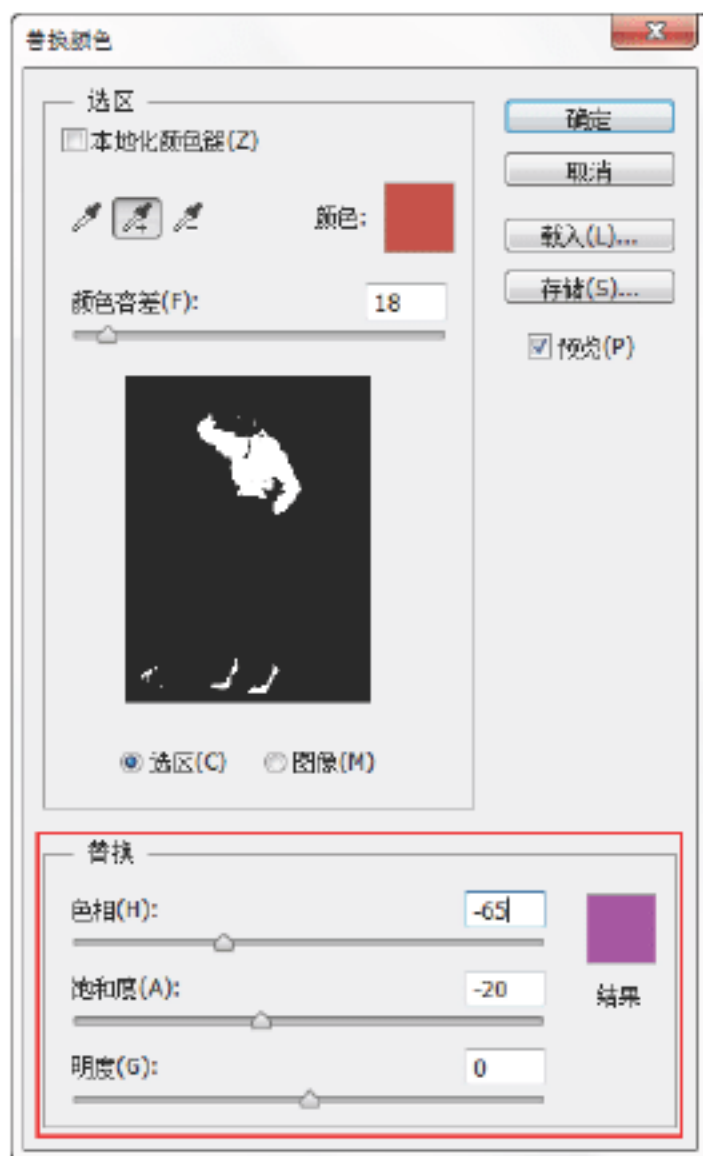 替换颜色
选区
本地化颜色簇(Z)
颜色:
颜色容差(F):
18
选区(C)
图像(M)
确定
取消
载入(L)...
存储(S)...
预览(P)
替换
色相(H):
-65
饱和度(A):
-20
结果
明度(G):
0